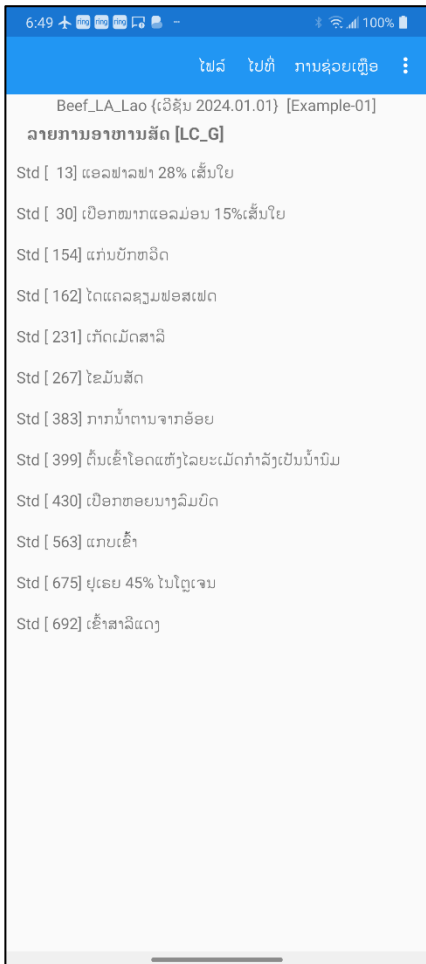 6:49 ring ring ring 100%
ໄຟລ໌ ໄປທີ່ ການຊ່ວຍເຫຼືອ
Beef_LA_Lao {ເວີຊັນ 2024.01.01} [Example-01]
ລາຍການອາຫານສັດ [LC_G]
Std [ 13] ແອລຟາລຟາ 28% ເສັ້ນໃຍ
Std [ 30] ເປືອກໝາກແອລມ່ອນ 15%ເສັ້ນໃຍ
Std [ 154] ແກ່ນບັກຫວິດ
Std [ 162] ໄດແຄລຊຽມຟອສເຟດ
Std [ 231] ເກັດເມັດສາລີ
Std [ 267] ໄຂມັນສັດ
Std [ 383] ກາກນ້ຳຕານຈາກອ້ອຍ
Std [ 399] ຕົ້ນເຂົ້າໂອດແຫ້ງໄລຍະເມັດກຳລັງເປັນນ້ຳນົມ
Std [ 430] ເປືອກຫອຍນາງລົມບົດ
Std [ 563] ແກບເຂົ້າ
Std [ 675] ຢູເຣຍ 45% ໄນໂຕຼເຈນ
Std [ 692] ເຂົ້າສາລີແດງ